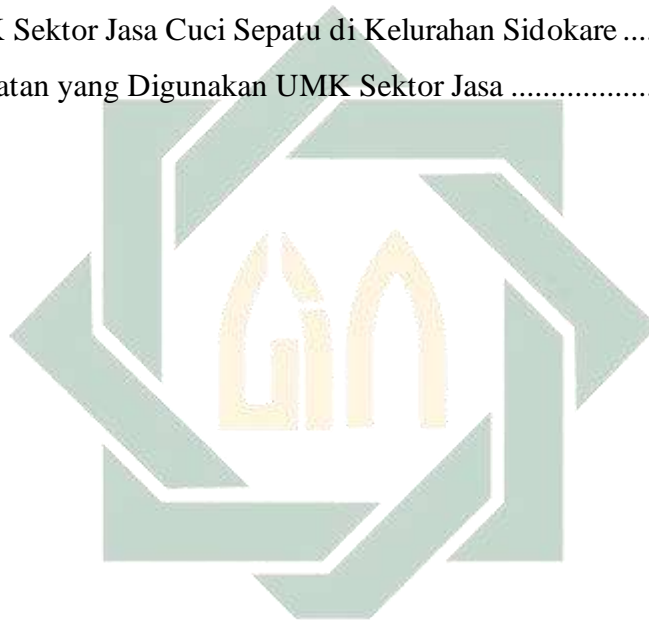 K Sektor Jasa Cuci Sepatu di Kelurahan Sidokare ....
atan yang Digunakan UMK Sektor Jasa ..................